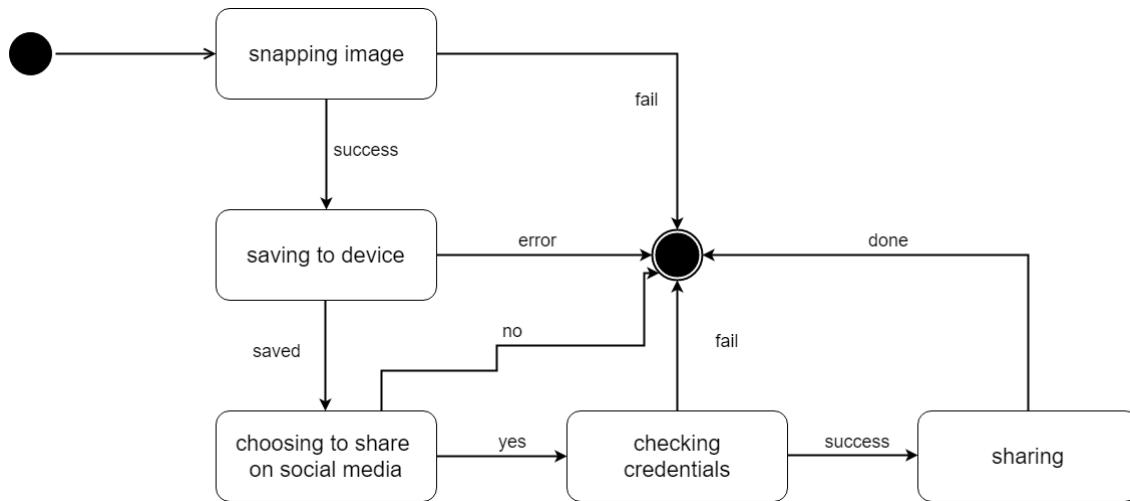 snapping image
fail
success
saving to device
error
done
no
fail
saved
choosing to share
on social media
yes
checking
credentials
success
sharing